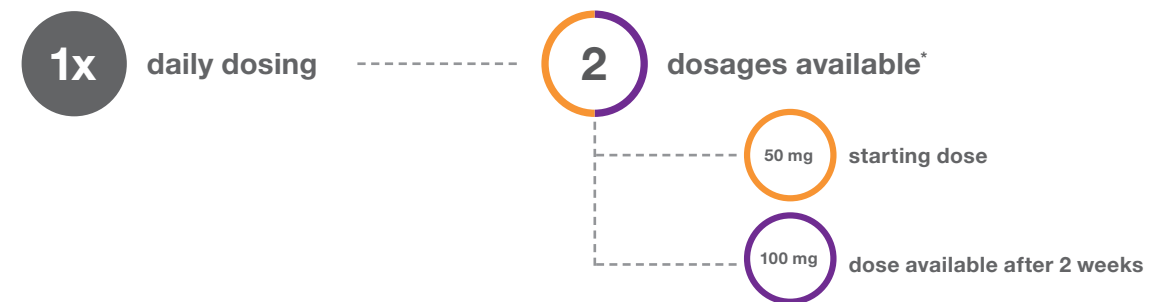 1x daily dosing
2 dosages available*
50 mg starting dose
100 mg dose available after 2 weeks